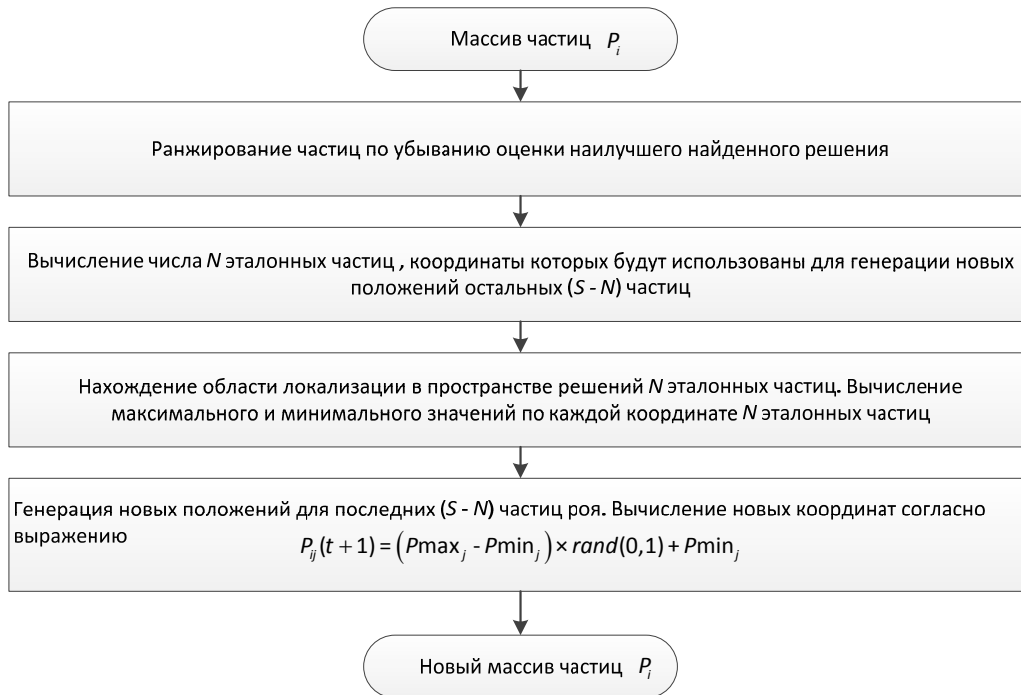 Массив частиц P_i
Ранжирование частиц по убыванию оценки наилучшего найденного решения
Вычисление числа N эталонных частиц , координаты которых будут использованы для генерации новых
положений остальных (S - N) частиц
Нахождение области локализации в пространстве решений N эталонных частиц. Вычисление
максимального и минимального значений по каждой координате N эталонных частиц
Генерация новых положений для последних (S - N) частиц роя. Вычисление новых координат согласно
выражению
P_ij(t + 1) = (Pmax_j - Pmin_j) × rand(0,1) + Pmin_j
Новый массив частиц P_i